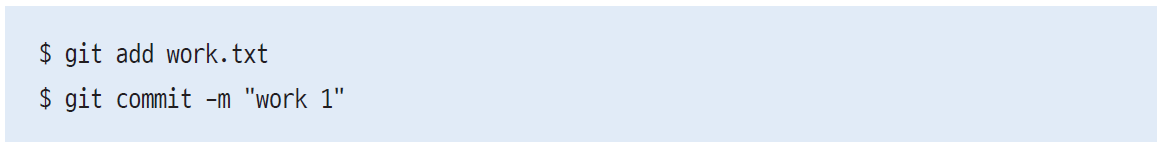 $ git add work.txt
$ git commit -m "work 1"